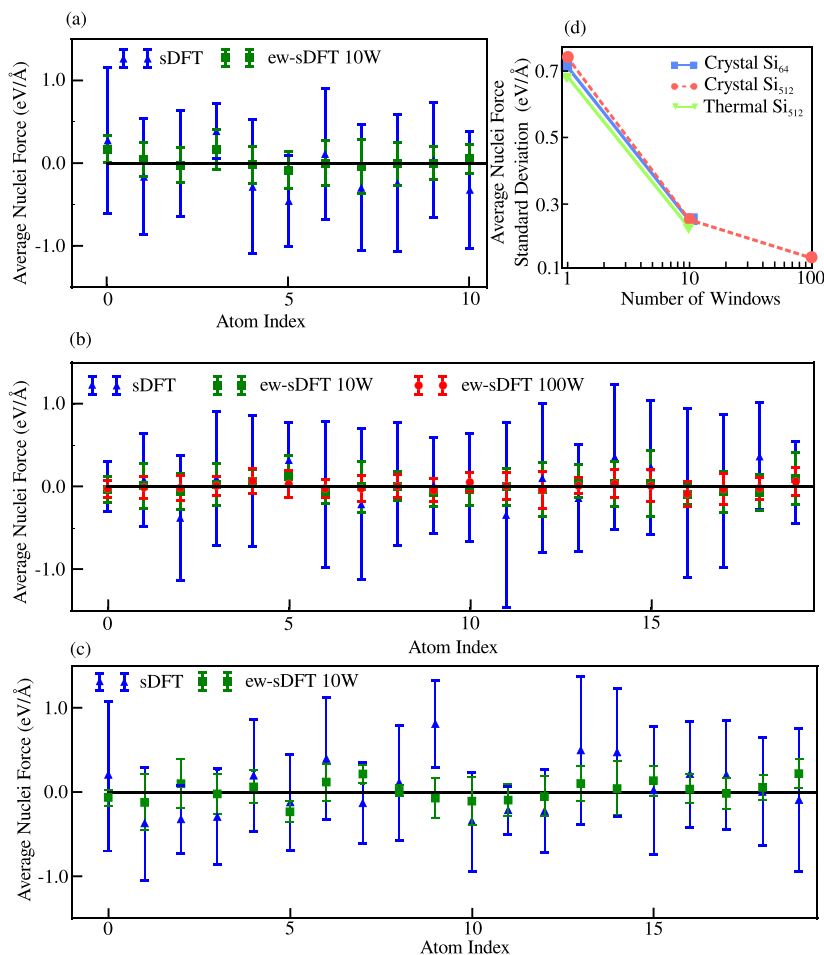 (a)
sDFT
ew-sDFT 10W
Average Nuclei Force (eV/Å)
1.0
0.0
-1.0
0
5
10
Atom Index
(d)
Crystal Si64
Crystal Si512
Thermal Si512
Average Nuclei Force
Standard Deviation (eV/Å)
0.7
0.5
0.3
0.1
1
10
100
Number of Windows
(b)
sDFT
ew-sDFT 10W
ew-sDFT 100W
Average Nuclei Force (eV/Å)
1.0
0.0
-1.0
0
5
10
15
Atom Index
(c)
sDFT
ew-sDFT 10W
Average Nuclei Force (eV/Å)
1.0
0.0
-1.0
0
5
10
15
Atom Index